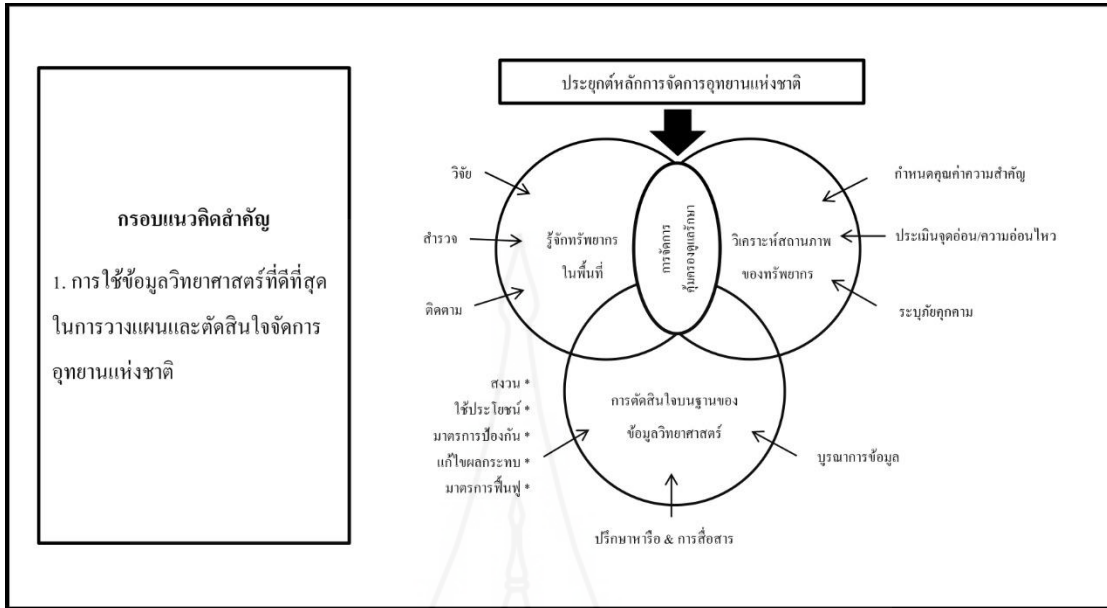 กรอบแนวคิดสำคัญ
1. การใช้ข้อมูลวิทยาศาสตร์ที่ดีที่สุด
ในการวางแผนและตัดสินใจจัดการ
อุทยานแห่งชาติ
ประยุกต์หลักการจัดการอุทยานแห่งชาติ
วิจัย
สำรวจ
ติดตาม
รู้จักทรัพยากร
ในพื้นที่
การจัดการ
คุ้มครองดูแลรักษา
วิเคราะห์สถานภาพ
ของทรัพยากร
กำหนดคุณค่าความสำคัญ
ประเมินจุดอ่อน/ความอ่อนไหว
ระบุภัยคุกคาม
สงวน *
ใช้ประโยชน์ *
มาตรการป้องกัน *
แก้ไขผลกระทบ *
มาตรการฟื้นฟู *
การตัดสินใจบนฐานของ
ข้อมูลวิทยาศาสตร์
บูรณาการข้อมูล
ปรึกษาหารือ & การสื่อสาร